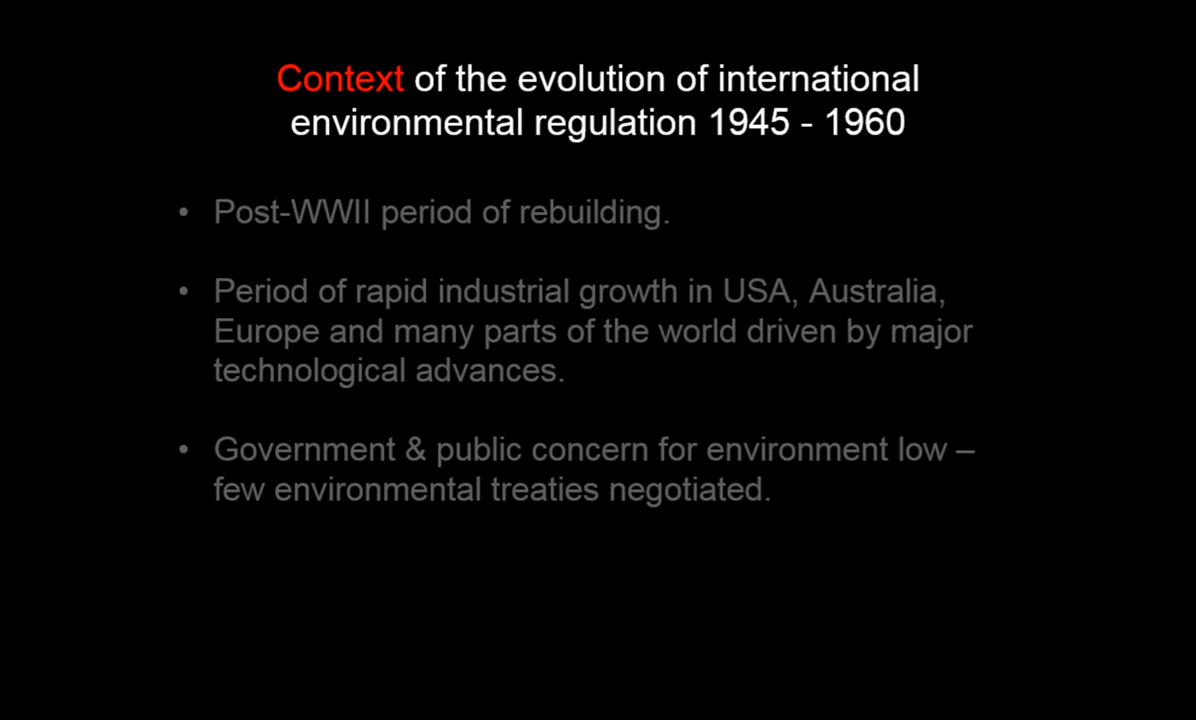 Context of the evolution of international
environmental regulation 1945 - 1960
• Post-WWII period of rebuilding.
• Period of rapid industrial growth in USA, Australia,
Europe and many parts of the world driven by major
technological advances.
• Government & public concern for environment low –
few environmental treaties negotiated.